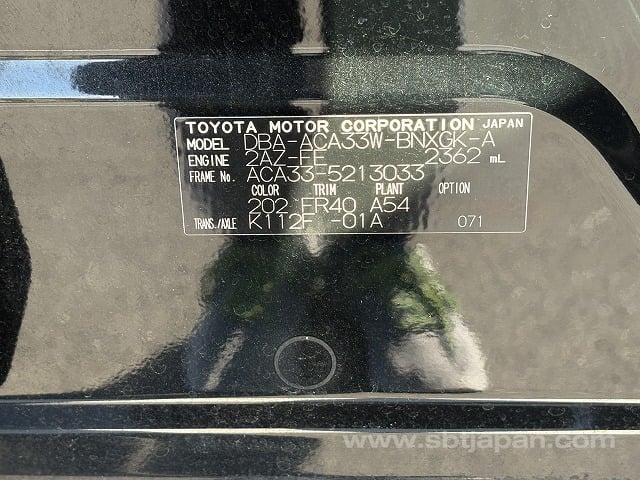 TOYOTA MOTOR CORPORATION JAPAN
MODEL DBA-ACA33W-BNXGK-A
ENGINE 2AZ-FE 2362 mL
FRAME No. ACA33-5213033
COLOR TRIM PLANT OPTION
202 FR40 A54
TRANS./AXLE K112F -01A 071
www.sbtjapan.com